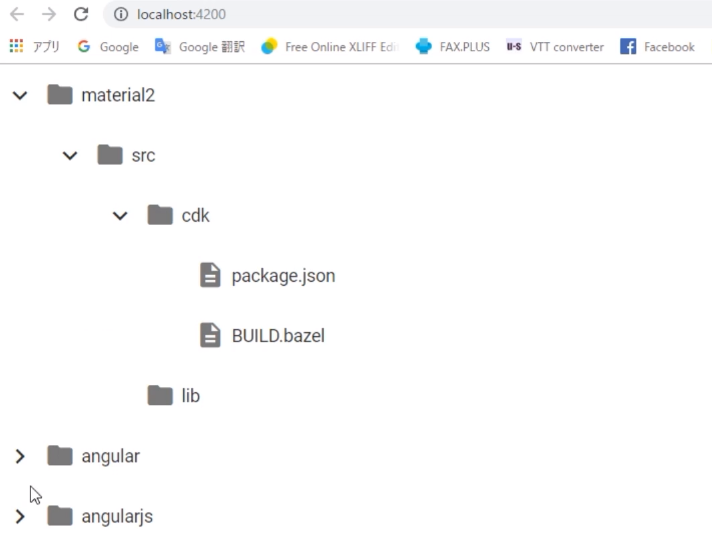 localhost:4200
アプリ Google Google 翻訳 Free Online XLIFF Edi FAX.PLUS U-S VTT converter Facebook
material2
src
cdk
package.json
BUILD.bazel
lib
angular
angularjs